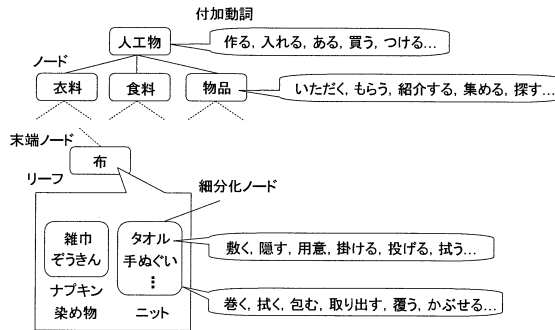 付加動詞
人工物
作る, 入れる, ある, 買う, つける…
ノード
衣料
食料
物品
いただく, もらう, 紹介する, 集める, 探す…
末端ノード
布
リーフ
細分化ノード
雑巾
ぞうきん
タオル
手ぬぐい
⋮
敷く, 隠す, 用意, 掛ける, 投げる, 拭う…
巻く, 拭く, 包む, 取り出す, 覆う, かぶせる…
ナプキン
染め物
ニット